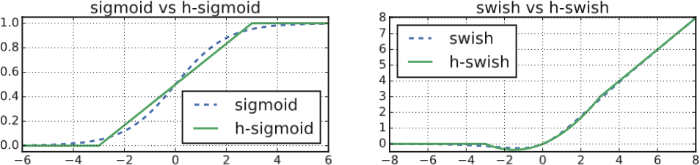 sigmoid vs h-sigmoid
1.0
0.8
0.6
0.4
0.2
0.0
sigmoid
h-sigmoid
−6 −4 −2 0 2 4 6
swish vs h-swish
8
7
6
5
4
3
2
1
0
swish
h-swish
−8 −6 −4 −2 0 2 4 6 8